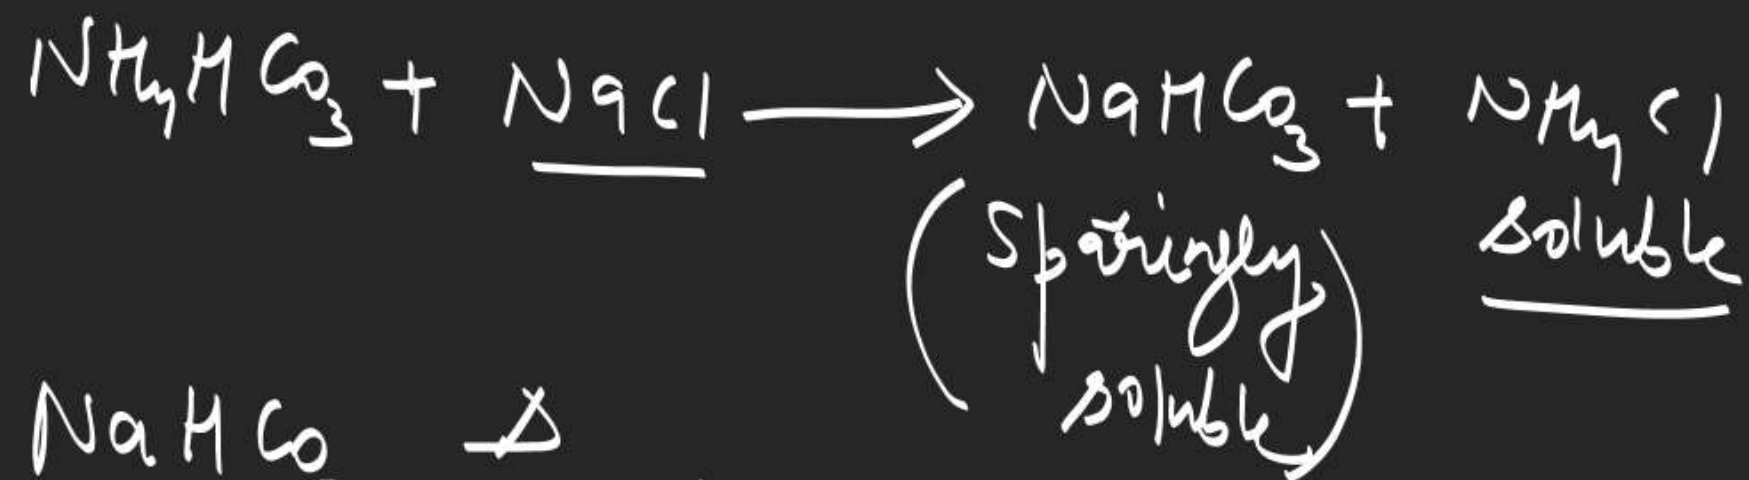 NH₄HCO₃ + NaCl ⟶ NaHCO₃ + NH₄Cl
(Sparingly soluble) soluble
NaHCO Δ